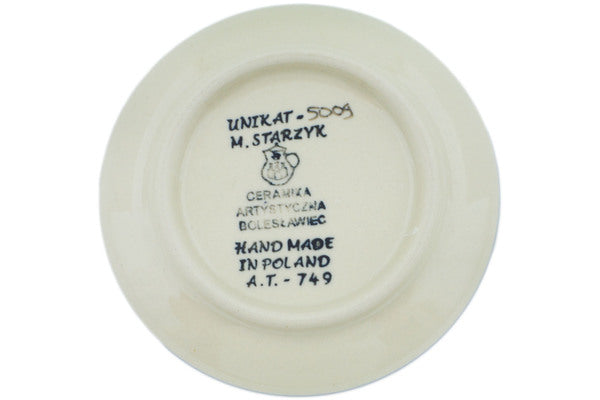 UNIKAT - 5009
M. STARZYK
CERAMIKA
ARTYSTYCZNA
BOLESŁAWIEC
HAND MADE
IN POLAND
A.T. - 749